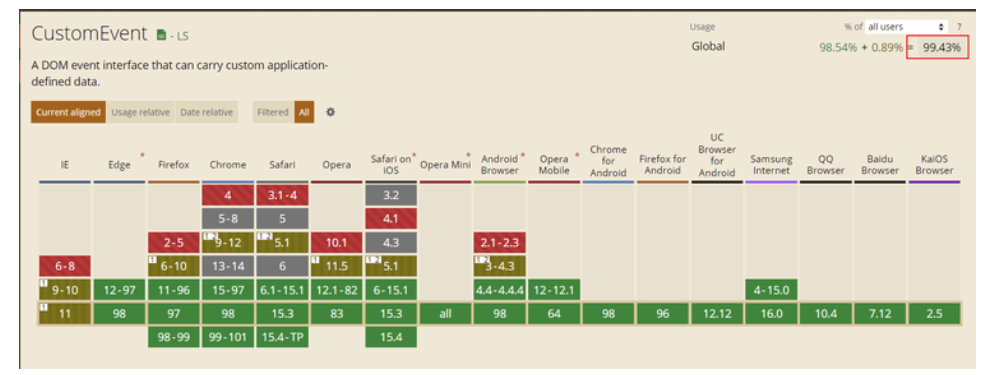 CustomEvent - LS
Usage % of all users ?
Global 98.54% + 0.89% = 99.43%
A DOM event interface that can carry custom application-
defined data.
Current aligned Usage relative Date relative Filtered All
IE Edge * Firefox Chrome Safari Opera Safari on iOS * Opera Mini * Android Browser * Opera Mobile * Chrome for Android Firefox for Android UC Browser for Android Samsung Internet QQ Browser Baidu Browser KaiOS Browser
4 3.1-4 3.2
5-8 5 4.1
2-5 1 2 9-12 1 2 5.1 10.1 4.3 2.1-2.3
6-8 1 6-10 13-14 6 1 11.5 1 2 5.1 1 2 3-4.3
1 9-10 12-97 11-96 15-97 6.1-15.1 12.1-82 6-15.1 4.4-4.4.4 12-12.1 4-15.0
1 11 98 97 98 15.3 83 15.3 all 98 64 98 96 12.12 16.0 10.4 7.12 2.5
98-99 99-101 15.4-TP 15.4